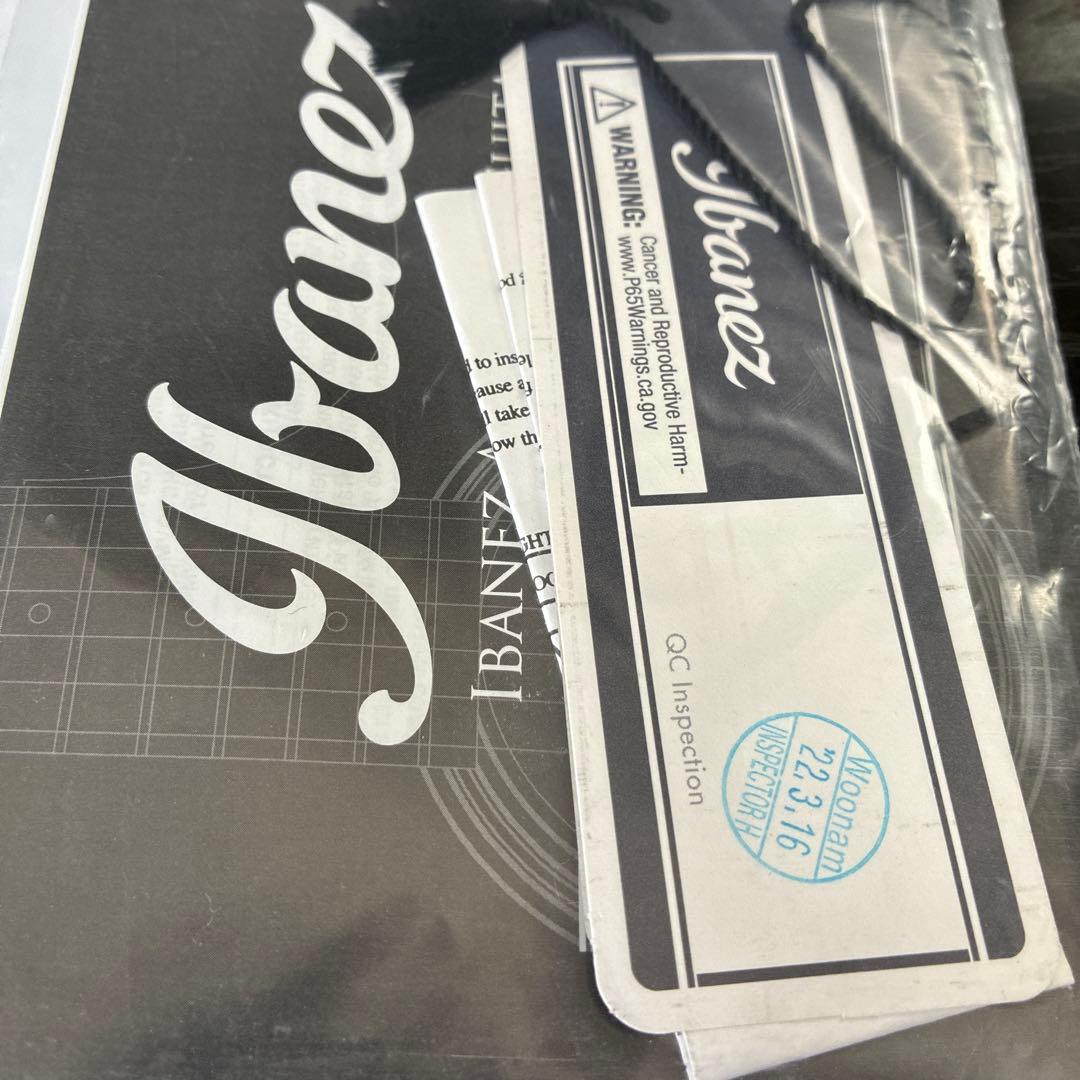 Ibanez
IBANEZ A
to insp
ause a
l take
ow th
GHT
Ibanez
WARNING: Cancer and Reproductive Harm-
www.P65Warnings.ca.gov
QC Inspection
Woonam
'22.3.16
INSPECTOR H